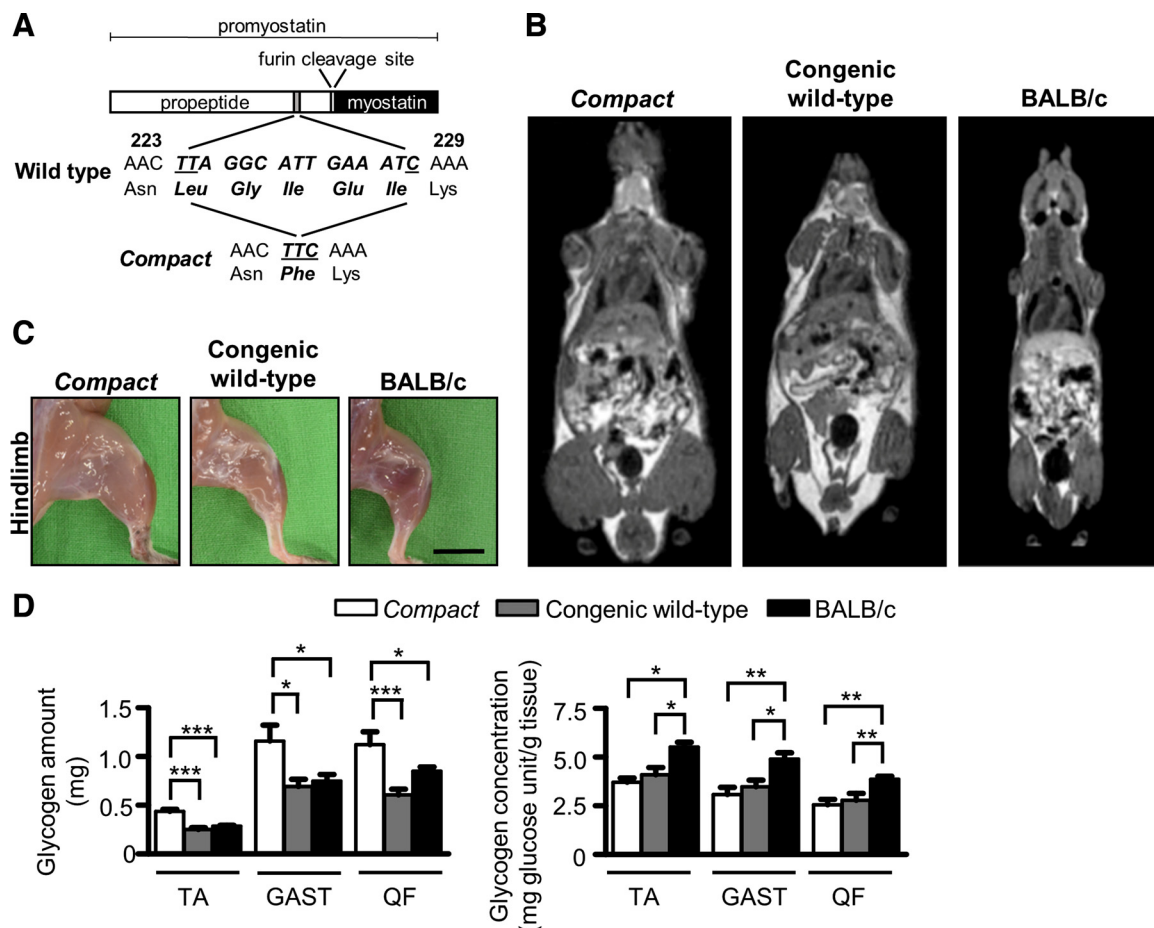 A
promyostatin
furin cleavage site
propeptide
myostatin
223
229
Wild type
AAC TTA GGC ATT GAA ATC AAA
Asn Leu Gly Ile Glu Ile Lys
Compact
AAC TTC AAA
Asn Phe Lys
B
Compact
Congenic
wild-type
BALB/c
C
Compact
Congenic
wild-type
BALB/c
Hindlimb
D
Compact
Congenic wild-type
BALB/c
Glycogen amount
(mg)
1.5
1.0
0.5
0
***
***
*
*
*
***
TA
GAST
QF
Glycogen concentration
(mg glucose unit/g tissue)
7.5
5.0
2.5
0
*
*
**
*
**
**
TA
GAST
QF